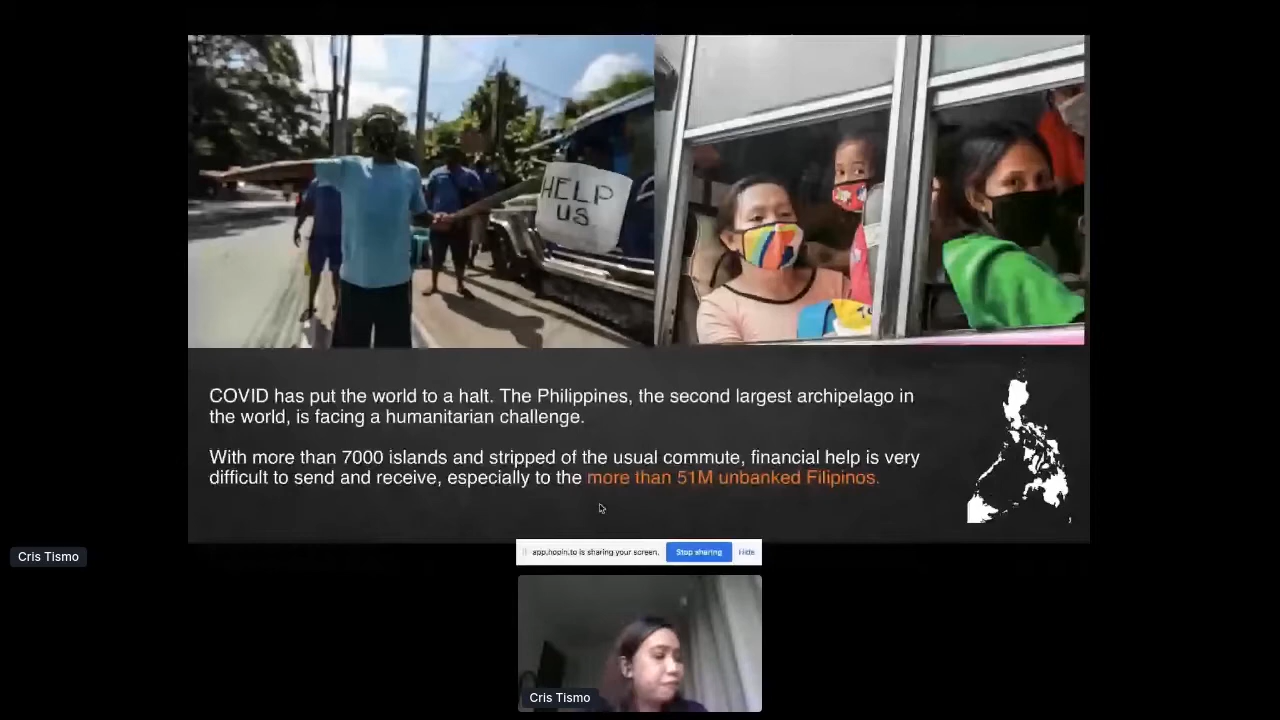 HELP
US
COVID has put the world to a halt. The Philippines, the second largest archipelago in
the world, is facing a humanitarian challenge.
With more than 7000 islands and stripped of the usual commute, financial help is very
difficult to send and receive, especially to the more than 51M unbanked Filipinos.
Cris Tismo
app.hopin.to is sharing your screen. Stop sharing Hide
Cris Tismo